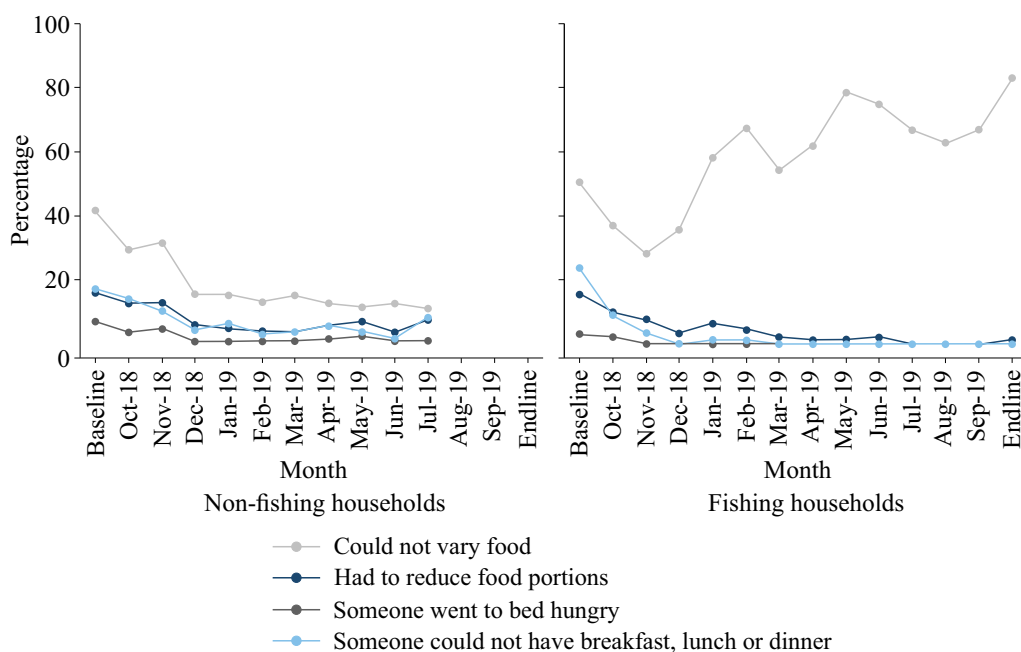 100
80
60
40
20
0
Percentage
Baseline
Oct-18
Nov-18
Dec-18
Jan-19
Feb-19
Mar-19
Apr-19
May-19
Jun-19
Jul-19
Aug-19
Sep-19
Endline
Month
Non-fishing households
Baseline
Oct-18
Nov-18
Dec-18
Jan-19
Feb-19
Mar-19
Apr-19
May-19
Jun-19
Jul-19
Aug-19
Sep-19
Endline
Month
Fishing households
Could not vary food
Had to reduce food portions
Someone went to bed hungry
Someone could not have breakfast, lunch or dinner